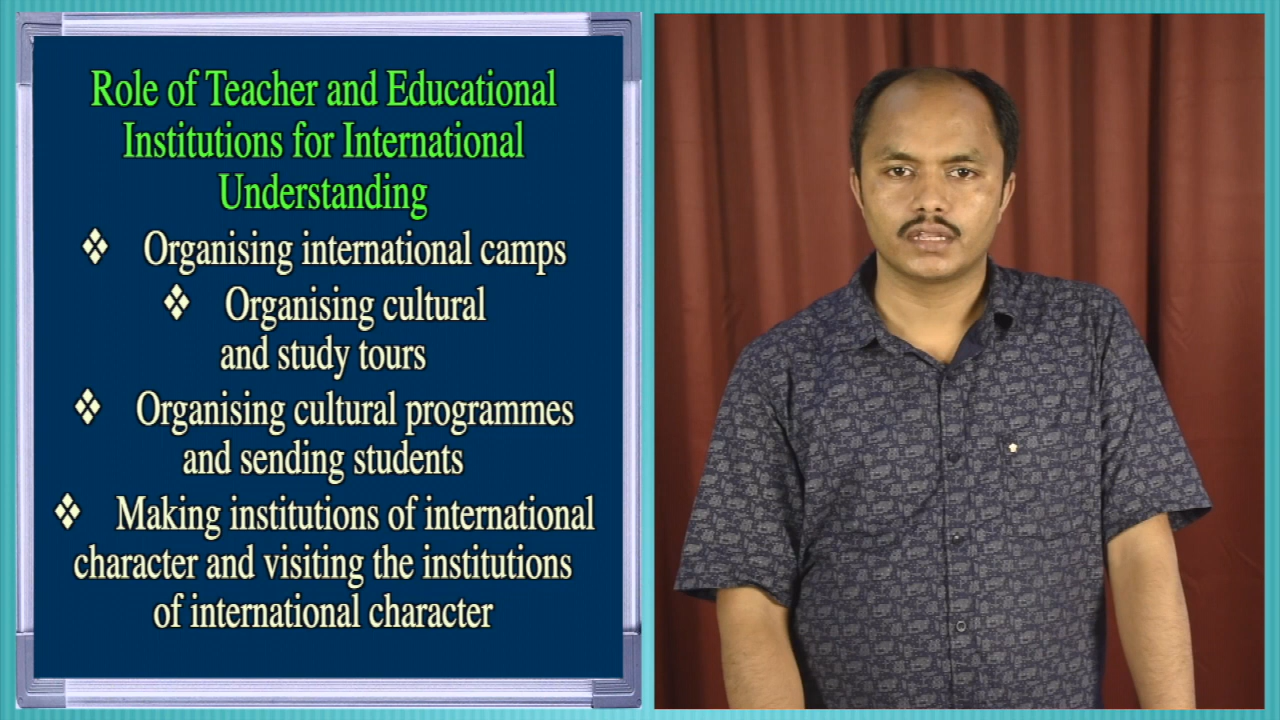 Role of Teacher and Educational
Institutions for International
Understanding
❖ Organising international camps
❖ Organising cultural
and study tours
❖ Organising cultural programmes
and sending students
❖ Making institutions of international
character and visiting the institutions
of international character